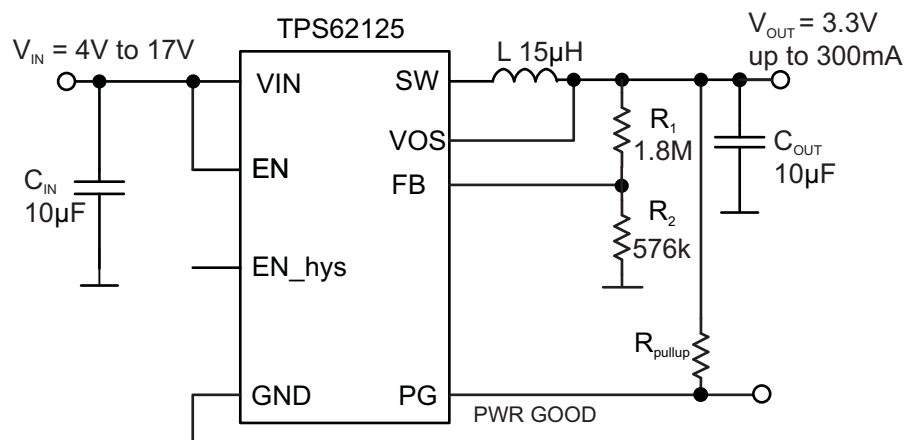 TPS62125
V_IN = 4V to 17V
V_OUT = 3.3V
up to 300mA
L 15µH
VIN
SW
VOS
EN
FB
EN_hys
GND
PG
C_IN
10µF
R_1
1.8M
R_2
576k
C_OUT
10µF
R_pullup
PWR GOOD